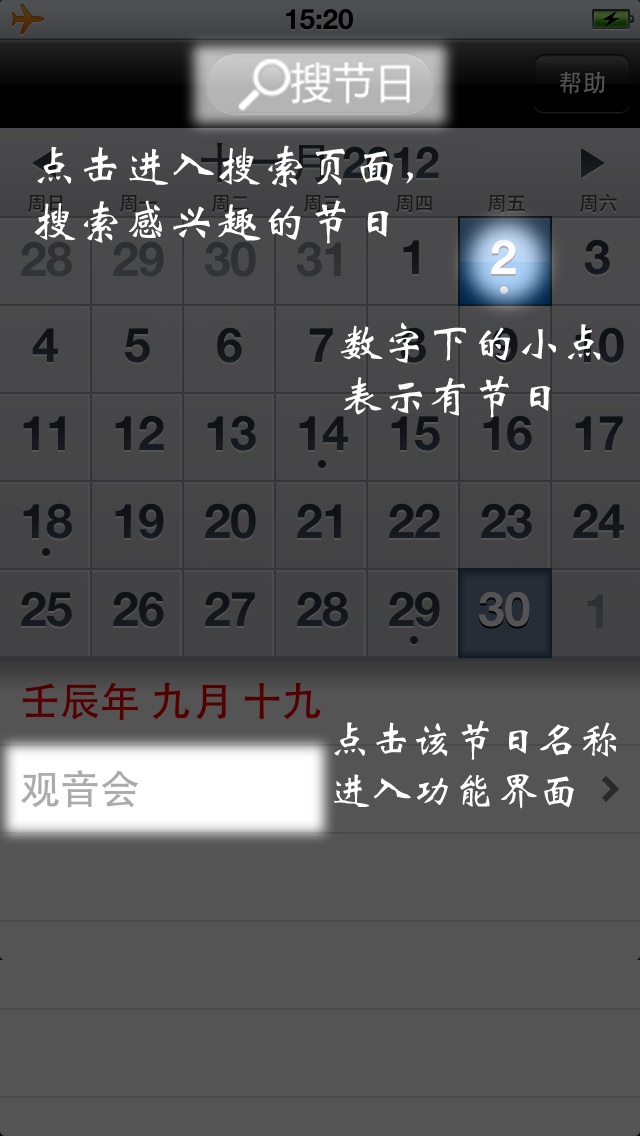 15:20
搜节日
帮助
十一月 2012
点击进入搜索页面，
周日 周一 周二 周三 周四 周五 周六
搜索感兴趣的节日
28 29 30 31 1 2 3
数字下的小点
4 5 6 7 8 9 10
表示有节日
11 12 13 14 15 16 17
18 19 20 21 22 23 24
25 26 27 28 29 30 1
壬辰年 九月 十九
点击该节日名称
观音会
进入功能界面